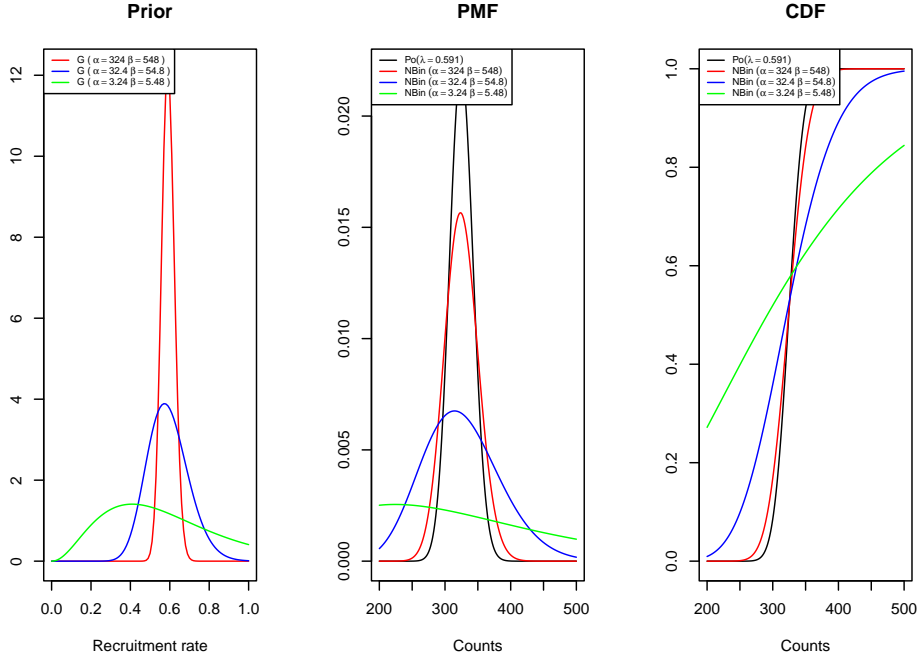 Prior
G ( α = 324 β = 548 )
G ( α = 32.4 β = 54.8 )
G ( α = 3.24 β = 5.48 )
0
2
4
6
8
10
12
0.0
0.2
0.4
0.6
0.8
1.0
Recruitment rate
PMF
Po(λ = 0.591)
NBin (α = 324 β = 548)
NBin (α = 32.4 β = 54.8)
NBin (α = 3.24 β = 5.48)
0.000
0.005
0.010
0.015
0.020
200
300
400
500
Counts
CDF
Po(λ = 0.591)
NBin (α = 324 β = 548)
NBin (α = 32.4 β = 54.8)
NBin (α = 3.24 β = 5.48)
0.0
0.2
0.4
0.6
0.8
1.0
200
300
400
500
Counts